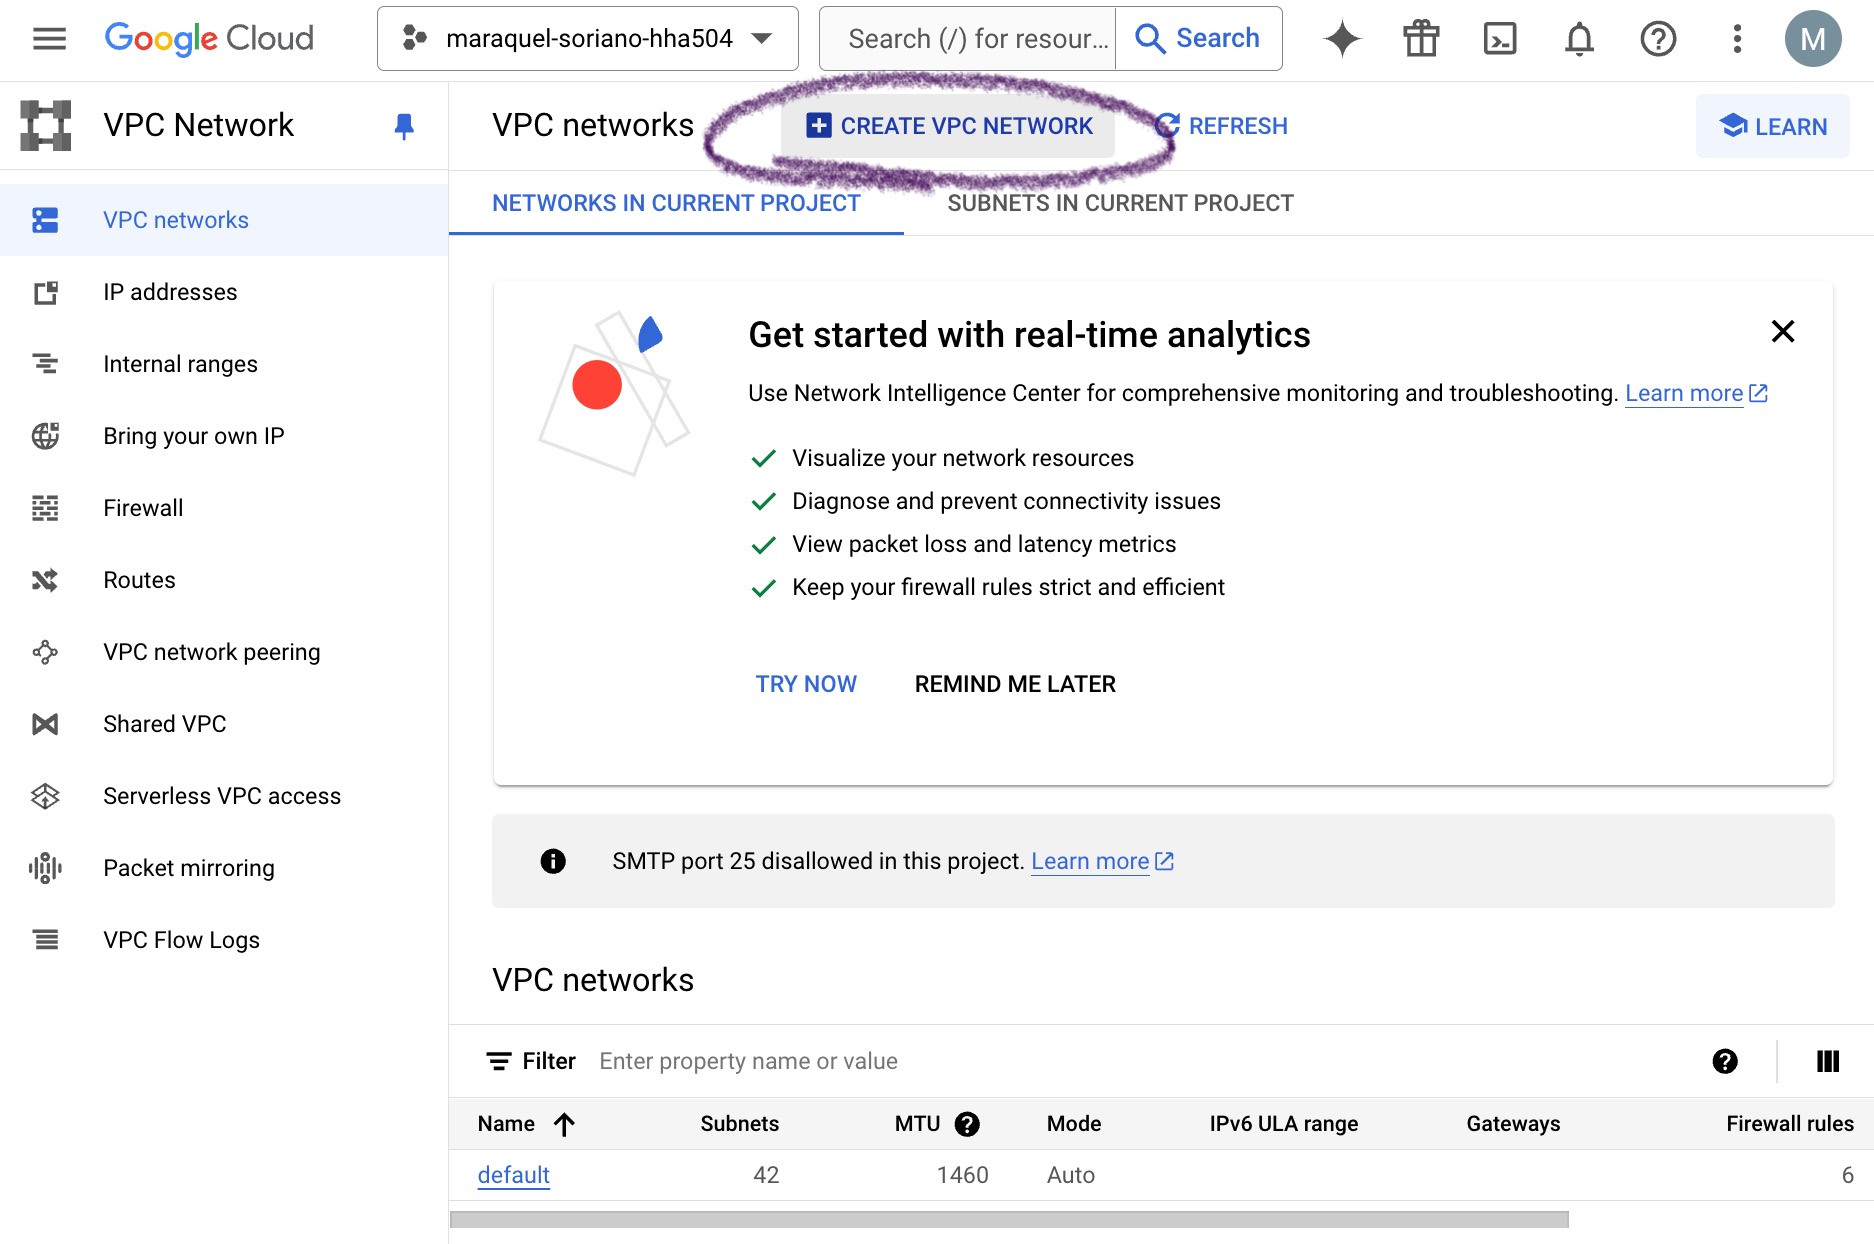 Google Cloud
maraquel-soriano-hha504
Search (/) for resour...
Search
M
VPC Network
VPC networks
CREATE VPC NETWORK
REFRESH
LEARN
NETWORKS IN CURRENT PROJECT
SUBNETS IN CURRENT PROJECT
VPC networks
IP addresses
Internal ranges
Bring your own IP
Firewall
Routes
VPC network peering
Shared VPC
Serverless VPC access
Packet mirroring
VPC Flow Logs
Get started with real-time analytics
Use Network Intelligence Center for comprehensive monitoring and troubleshooting. Learn more
Visualize your network resources
Diagnose and prevent connectivity issues
View packet loss and latency metrics
Keep your firewall rules strict and efficient
TRY NOW
REMIND ME LATER
SMTP port 25 disallowed in this project. Learn more
VPC networks
Filter Enter property name or value
Name Subnets MTU Mode IPv6 ULA range Gateways Firewall rules
default 42 1460 Auto 6